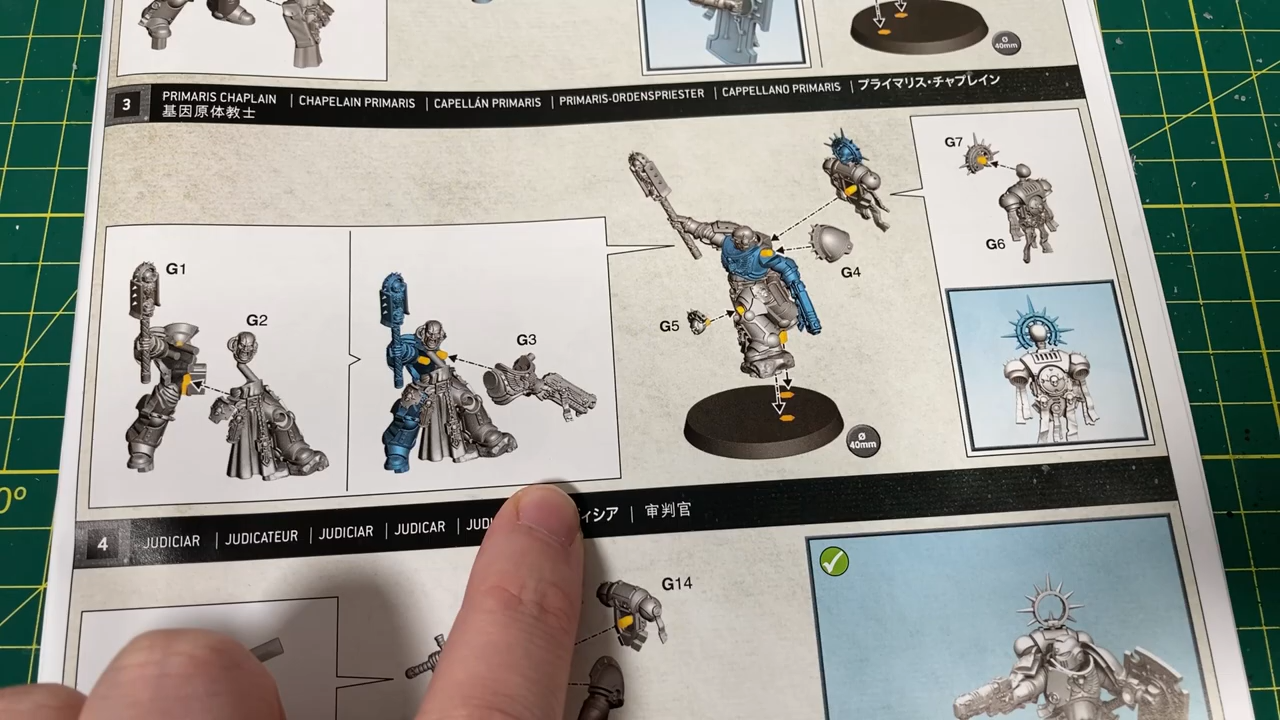 Ø
40mm
3
PRIMARIS CHAPLAIN | CHAPELAIN PRIMARIS | CAPELLÁN PRIMARIS | PRIMARIS-ORDENSPRIESTER | CAPPELLANO PRIMARIS | プライマリス・チャプレイン
基因原体教士
G1
G2
G3
G4
G5
G7
G6
Ø
40mm
4
JUDICIAR | JUDICATEUR | JUDICIAR | JUDICAR | ィシア | 审判官
G14
0°